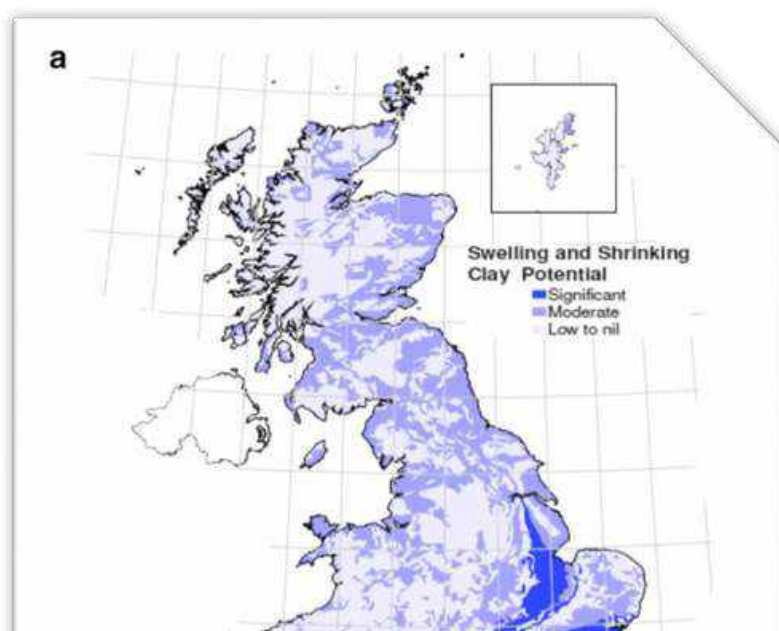 a
Swelling and Shrinking
Clay Potential
Significant
Moderate
Low to nil